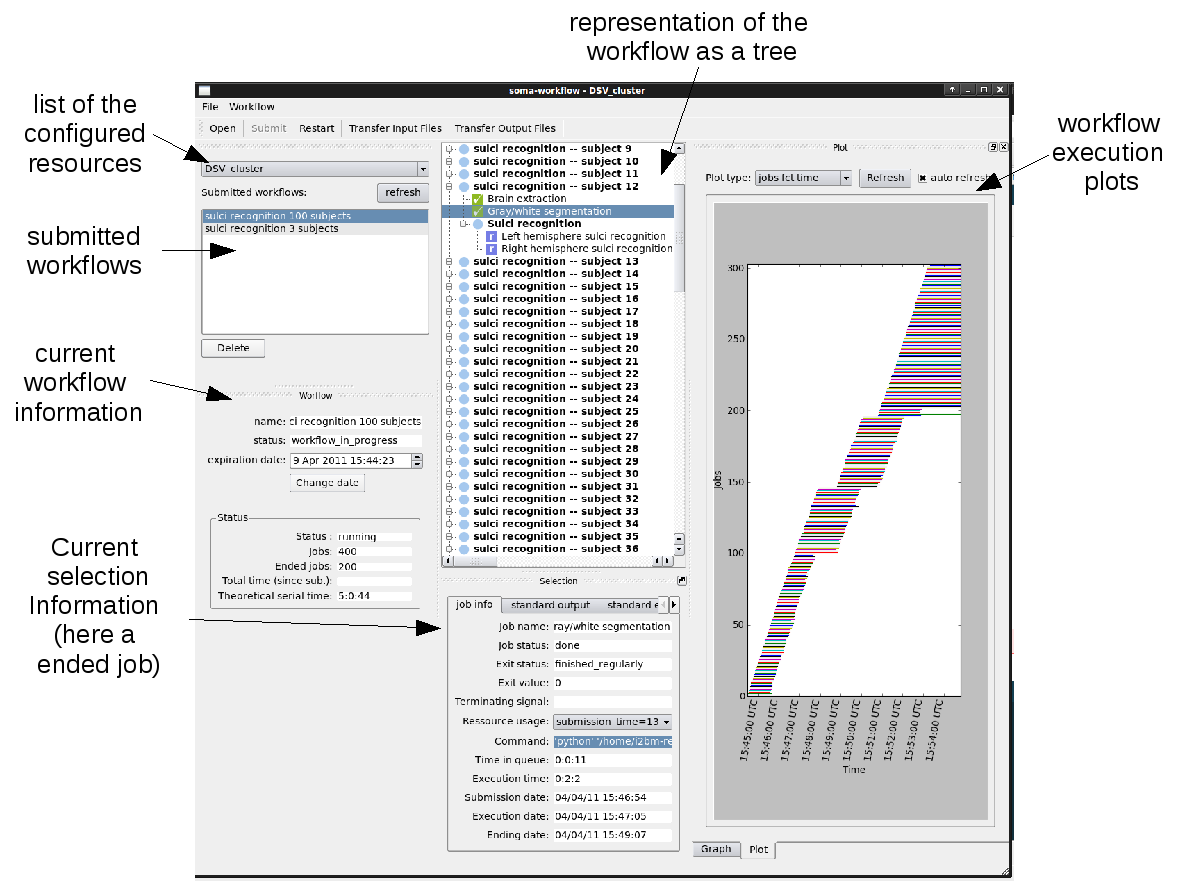 representation of the
workflow as a tree
list of the
configured
resources
submitted
workflows
current
workflow
information
Current
selection
Information
(here a
ended job)
workflow
execution
plots
soma-workflow - DSV_cluster
File Workflow
Open Submit Restart Transfer Input Files Transfer Output Files
DSV_cluster
Submitted workflows: refresh
sulci recognition 100 subjects
sulci recognition 3 subjects
Delete
Worflow
name: ci recognition 100 subjects
status: workflow_in_progress
expiration date: 9 Apr 2011 15:44:23
Change date
Status
Status : running
Jobs: 400
Ended jobs: 200
Total time (since sub.):
Theoretical serial time: 5:0:44
sulci recognition -- subject 9
sulci recognition -- subject 10
sulci recognition -- subject 11
sulci recognition -- subject 12
Brain extraction
Gray/white segmentation
Sulci recognition
r Left hemisphere sulci recognition
r Right hemisphere sulci recognition
sulci recognition -- subject 13
sulci recognition -- subject 14
sulci recognition -- subject 15
sulci recognition -- subject 16
sulci recognition -- subject 17
sulci recognition -- subject 18
sulci recognition -- subject 19
sulci recognition -- subject 20
sulci recognition -- subject 21
sulci recognition -- subject 22
sulci recognition -- subject 23
sulci recognition -- subject 24
sulci recognition -- subject 25
sulci recognition -- subject 26
sulci recognition -- subject 27
sulci recognition -- subject 28
sulci recognition -- subject 29
sulci recognition -- subject 30
sulci recognition -- subject 31
sulci recognition -- subject 32
sulci recognition -- subject 33
sulci recognition -- subject 34
sulci recognition -- subject 35
sulci recognition -- subject 36
Selection
job info standard output standard e
Job name: ray/white segmentation
Job status: done
Exit status: finished_regularly
Exit value: 0
Terminating signal:
Ressource usage: submission_time=13
Command: 'python' '/home/i2bm-re
Time in queue: 0:0:11
Execution time: 0:2:2
Submission date: 04/04/11 15:46:54
Execution date: 04/04/11 15:47:05
Ending date: 04/04/11 15:49:07
Plot
Plot type: jobs fct time Refresh auto refresh
300
250
200
150
100
50
0
Jobs
15:45:00 UTC
15:46:00 UTC
15:47:00 UTC
15:48:00 UTC
15:49:00 UTC
15:50:00 UTC
15:51:00 UTC
15:52:00 UTC
15:53:00 UTC
15:54:00 UTC
Time
Graph Plot